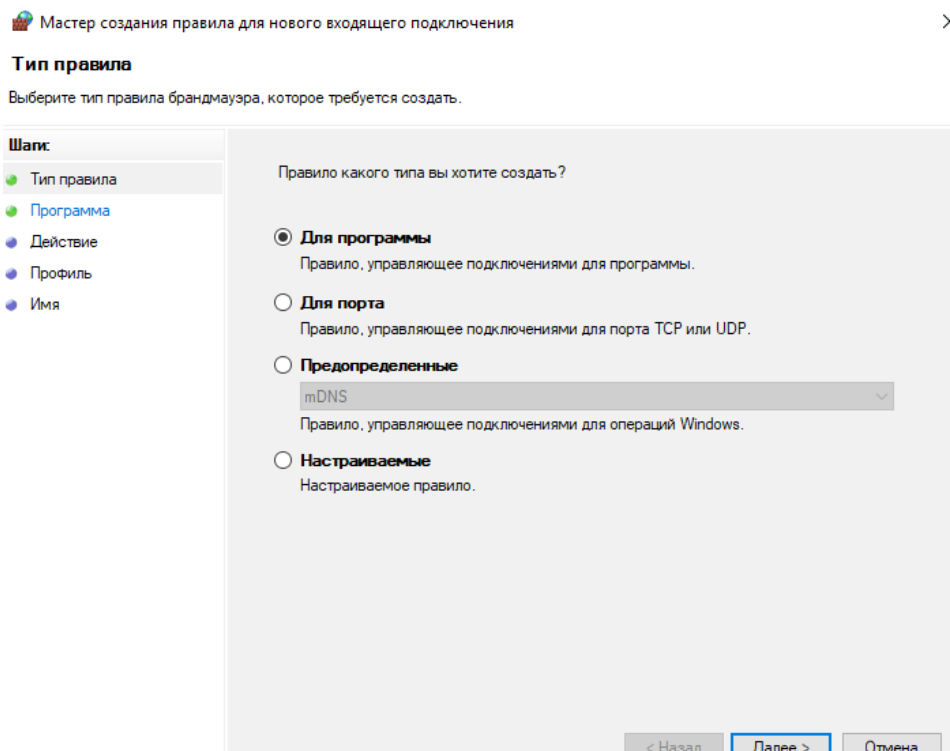 Мастер создания правила для нового входящего подключения
Тип правила
Выберите тип правила брандмауэра, которое требуется создать.
Шаги:
Тип правила
Программа
Действие
Профиль
Имя
Правило какого типа вы хотите создать?
Для программы
Правило, управляющее подключениями для программы.
Для порта
Правило, управляющее подключениями для порта TCP или UDP.
Предопределенные
mDNS
Правило, управляющее подключениями для операций Windows.
Настраиваемые
Настраиваемое правило.
< Назад Далее > Отмена